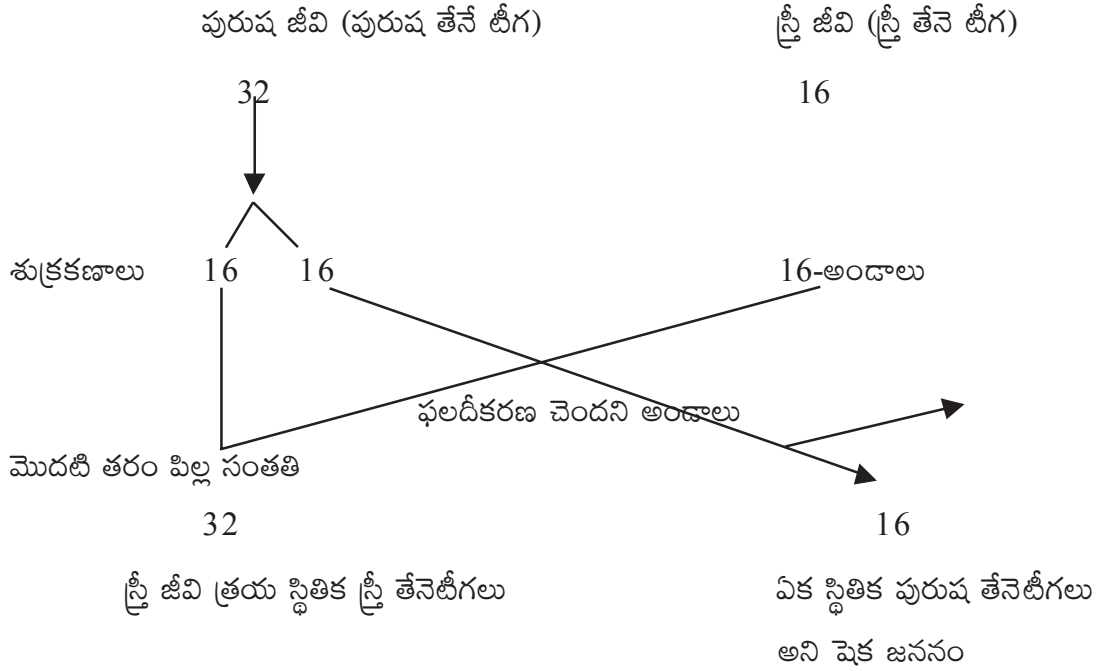 పురుష జీవి (పురుష తేనే టీగ) స్త్రీ జీవి (స్త్రీ తేనె టీగ)
32 16
శుక్రకణాలు 16 16 16-అండాలు
ఫలదీకరణ చెందని అండాలు
మొదటి తరం పిల్ల సంతతి
32 16
స్త్రీ జీవి త్రయ స్థితిక స్త్రీ తేనెటీగలు ఏక స్థితిక పురుష తేనెటీగలు
అని షెక జననం